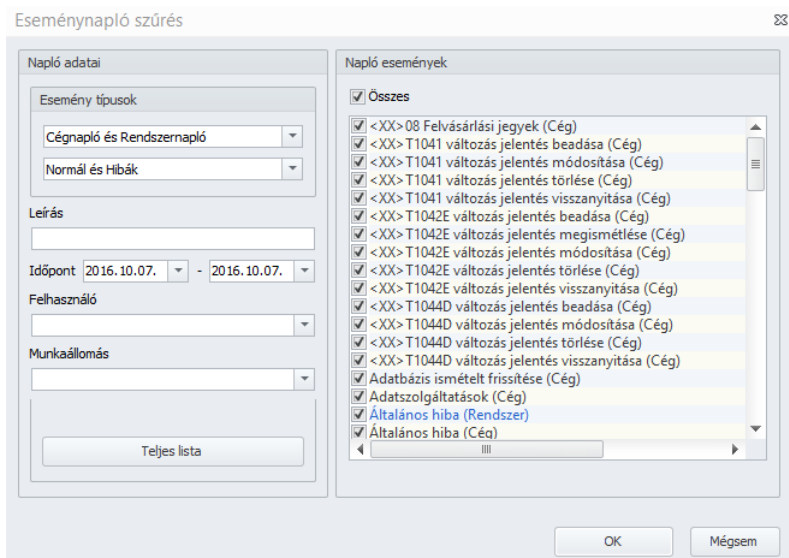 Eseménynapló szűrés
Napló adatai
Esemény típusok
Cégnapló és Rendszernapló
Normál és Hibák
Leírás
Időpont 2016.10.07. - 2016.10.07.
Felhasználó
Munkaállomás
Teljes lista
Napló események
Összes
<XX>08 Felvásárlási jegyek (Cég)
<XX>T1041 változás jelentés beadása (Cég)
<XX>T1041 változás jelentés módosítása (Cég)
<XX>T1041 változás jelentés törlése (Cég)
<XX>T1041 változás jelentés visszanyitása (Cég)
<XX>T1042E változás jelentés beadása (Cég)
<XX>T1042E változás jelentés megismétlése (Cég)
<XX>T1042E változás jelentés módosítása (Cég)
<XX>T1042E változás jelentés törlése (Cég)
<XX>T1042E változás jelentés visszanyitása (Cég)
<XX>T1044D változás jelentés beadása (Cég)
<XX>T1044D változás jelentés módosítása (Cég)
<XX>T1044D változás jelentés törlése (Cég)
<XX>T1044D változás jelentés visszanyitása (Cég)
Adatbázis ismételt frissítése (Cég)
Adatszolgáltatások (Cég)
Általános hiba (Rendszer)
Általános hiba (Cég)
OK
Mégsem